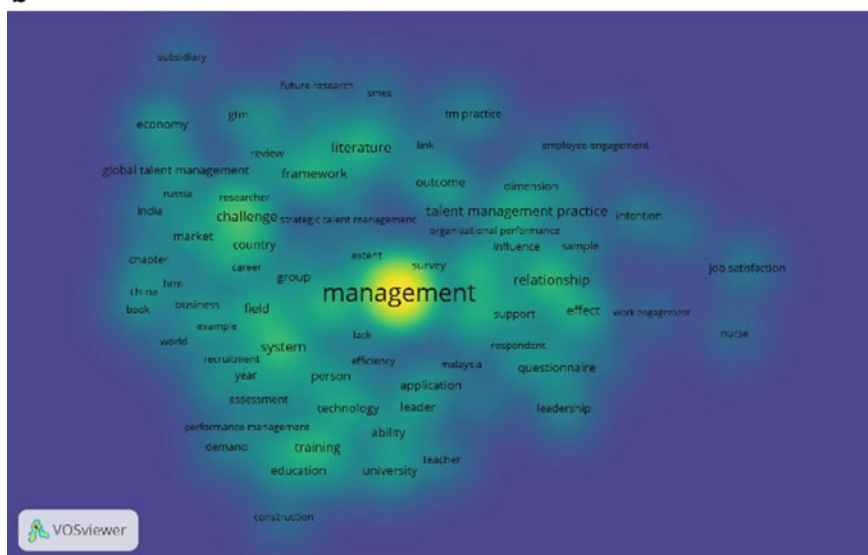 subsidiary
future research
smes
economy
gtm
tm practice
literature
link
employee engagement
review
global talent management
framework
outcome
dimension
russia
researcher
india
challenge
strategic talent management
talent management practice
intention
market
country
organisational performance
influence
sample
chapter
extent
survey
career
group
job satisfaction
china
hrm
management
relationship
book
business
field
support
effect
work engagement
example
world
lack
nurse
system
respondent
recruitment
efficiency
malaysia
questionnaire
year
person
application
assessment
technology
leader
leadership
performance management
ability
demand
training
teacher
education
university
construction
VOSviewer